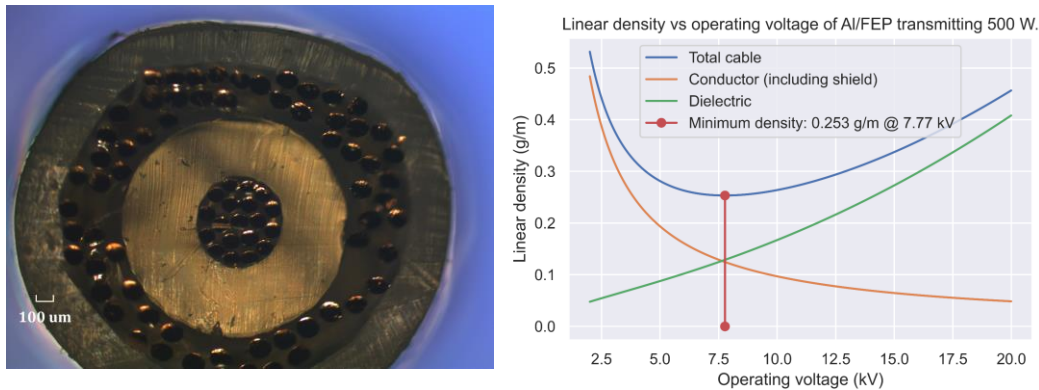 100 um
Linear density vs operating voltage of Al/FEP transmitting 500 W.
Total cable
Conductor (including shield)
Dielectric
Minimum density: 0.253 g/m @ 7.77 kV
Linear density (g/m)
0.5
0.4
0.3
0.2
0.1
0.0
2.5 5.0 7.5 10.0 12.5 15.0 17.5 20.0
Operating voltage (kV)